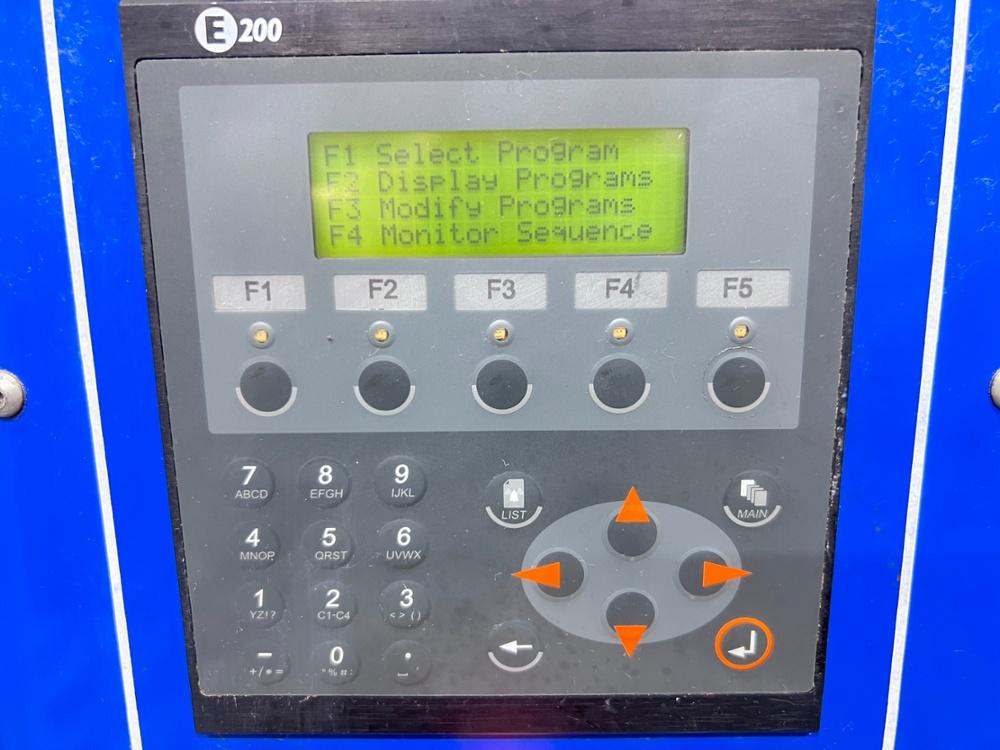 E200
F1 Select Program
F2 Display Programs
F3 Modify Programs
F4 Monitor Sequence
F1 F2 F3 F4 F5
7 8 9
ABCD EFGH IJKL
LIST MAIN
4 5 6
MNOP QRST UVWX
1 2 3
YZ!? C1-C4 < > ( )
- 0 .
+/*= "%#: